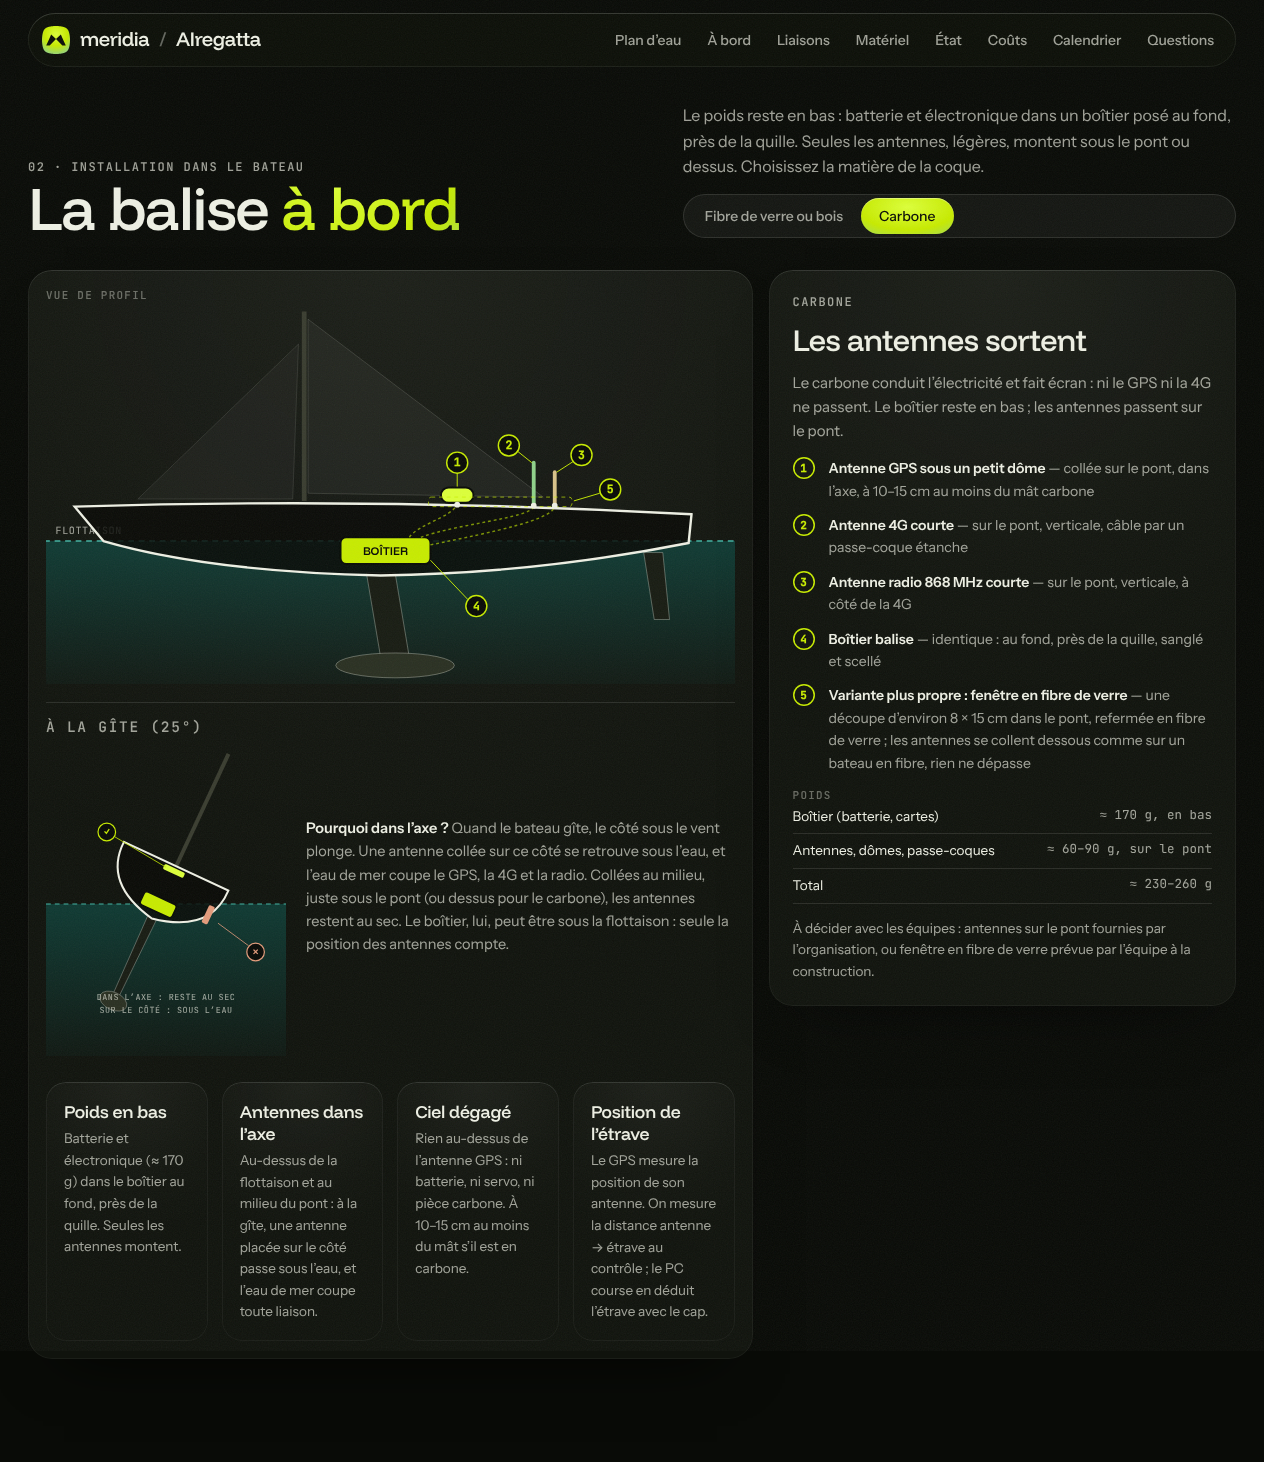 meridia / AIregatta
Plan d’eau À bord Liaisons Matériel État Coûts Calendrier Questions
02 · INSTALLATION DANS LE BATEAU
La balise à bord
Le poids reste en bas : batterie et électronique dans un boîtier posé au fond,
près de la quille. Seules les antennes, légères, montent sous le pont ou
dessus. Choisissez la matière de la coque.
Fibre de verre ou bois Carbone
VUE DE PROFIL
1
2
3
5
FLOTTAISON
BOÎTIER
4
À LA GÎTE (25°)
DANS L’AXE : RESTE AU SEC
SUR LE CÔTÉ : SOUS L’EAU
Pourquoi dans l’axe ? Quand le bateau gîte, le côté sous le vent
plonge. Une antenne collée sur ce côté se retrouve sous l’eau, et
l’eau de mer coupe le GPS, la 4G et la radio. Collées au milieu,
juste sous le pont (ou dessus pour le carbone), les antennes
restent au sec. Le boîtier, lui, peut être sous la flottaison : seule la
position des antennes compte.
Poids en bas
Batterie et
électronique (≈ 170
g) dans le boîtier au
fond, près de la
quille. Seules les
antennes montent.
Antennes dans
l’axe
Au-dessus de la
flottaison et au
milieu du pont : à la
gîte, une antenne
placée sur le côté
passe sous l’eau, et
l’eau de mer coupe
toute liaison.
Ciel dégagé
Rien au-dessus de
l’antenne GPS : ni
batterie, ni servo, ni
pièce carbone. À
10–15 cm au moins
du mât s’il est en
carbone.
Position de
l’étrave
Le GPS mesure la
position de son
antenne. On mesure
la distance antenne
→ étrave au
contrôle ; le PC
course en déduit
l’étrave avec le cap.
CARBONE
Les antennes sortent
Le carbone conduit l’électricité et fait écran : ni le GPS ni la 4G
ne passent. Le boîtier reste en bas ; les antennes passent sur
le pont.
1 Antenne GPS sous un petit dôme — collée sur le pont, dans
l’axe, à 10–15 cm au moins du mât carbone
2 Antenne 4G courte — sur le pont, verticale, câble par un
passe-coque étanche
3 Antenne radio 868 MHz courte — sur le pont, verticale, à
côté de la 4G
4 Boîtier balise — identique : au fond, près de la quille, sanglé
et scellé
5 Variante plus propre : fenêtre en fibre de verre — une
découpe d’environ 8 × 15 cm dans le pont, refermée en fibre
de verre ; les antennes se collent dessous comme sur un
bateau en fibre, rien ne dépasse
POIDS
Boîtier (batterie, cartes) ≈ 170 g, en bas
Antennes, dômes, passe-coques ≈ 60–90 g, sur le pont
Total ≈ 230–260 g
À décider avec les équipes : antennes sur le pont fournies par
l’organisation, ou fenêtre en fibre de verre prévue par l’équipe à la
construction.